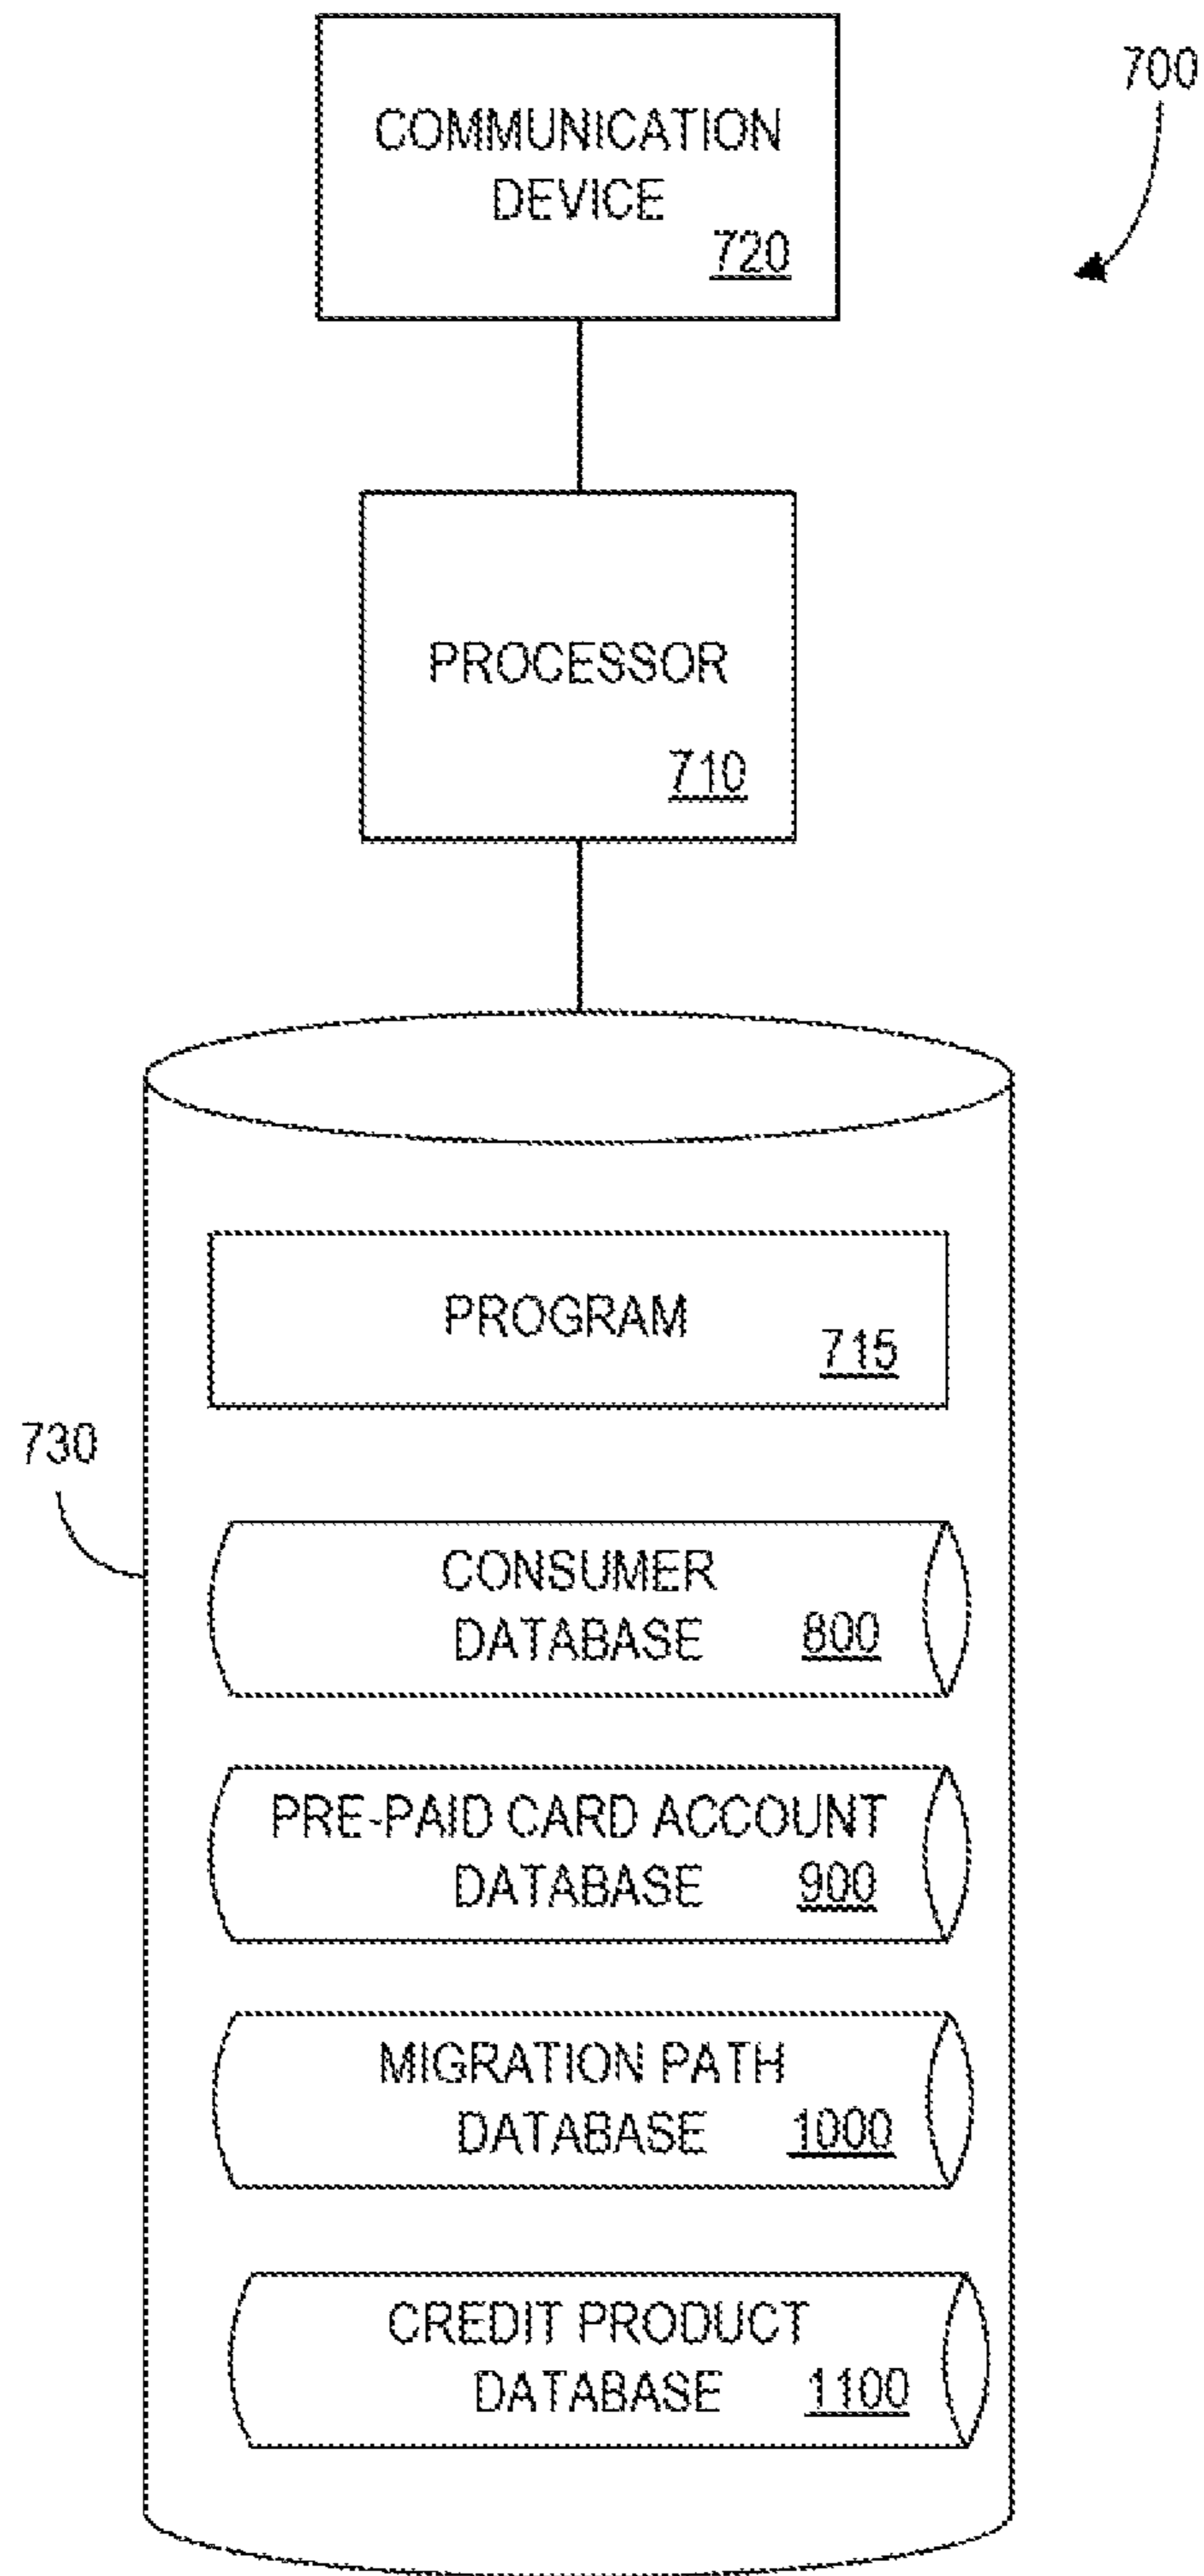 700
COMMUNICATION
DEVICE
720
PROCESSOR
710
PROGRAM
715
730
CONSUMER
DATABASE 800
PRE-PAID CARD ACCOUNT
DATABASE 900
MIGRATION PATH
DATABASE 1000
CREDIT PRODUCT
DATABASE 1100